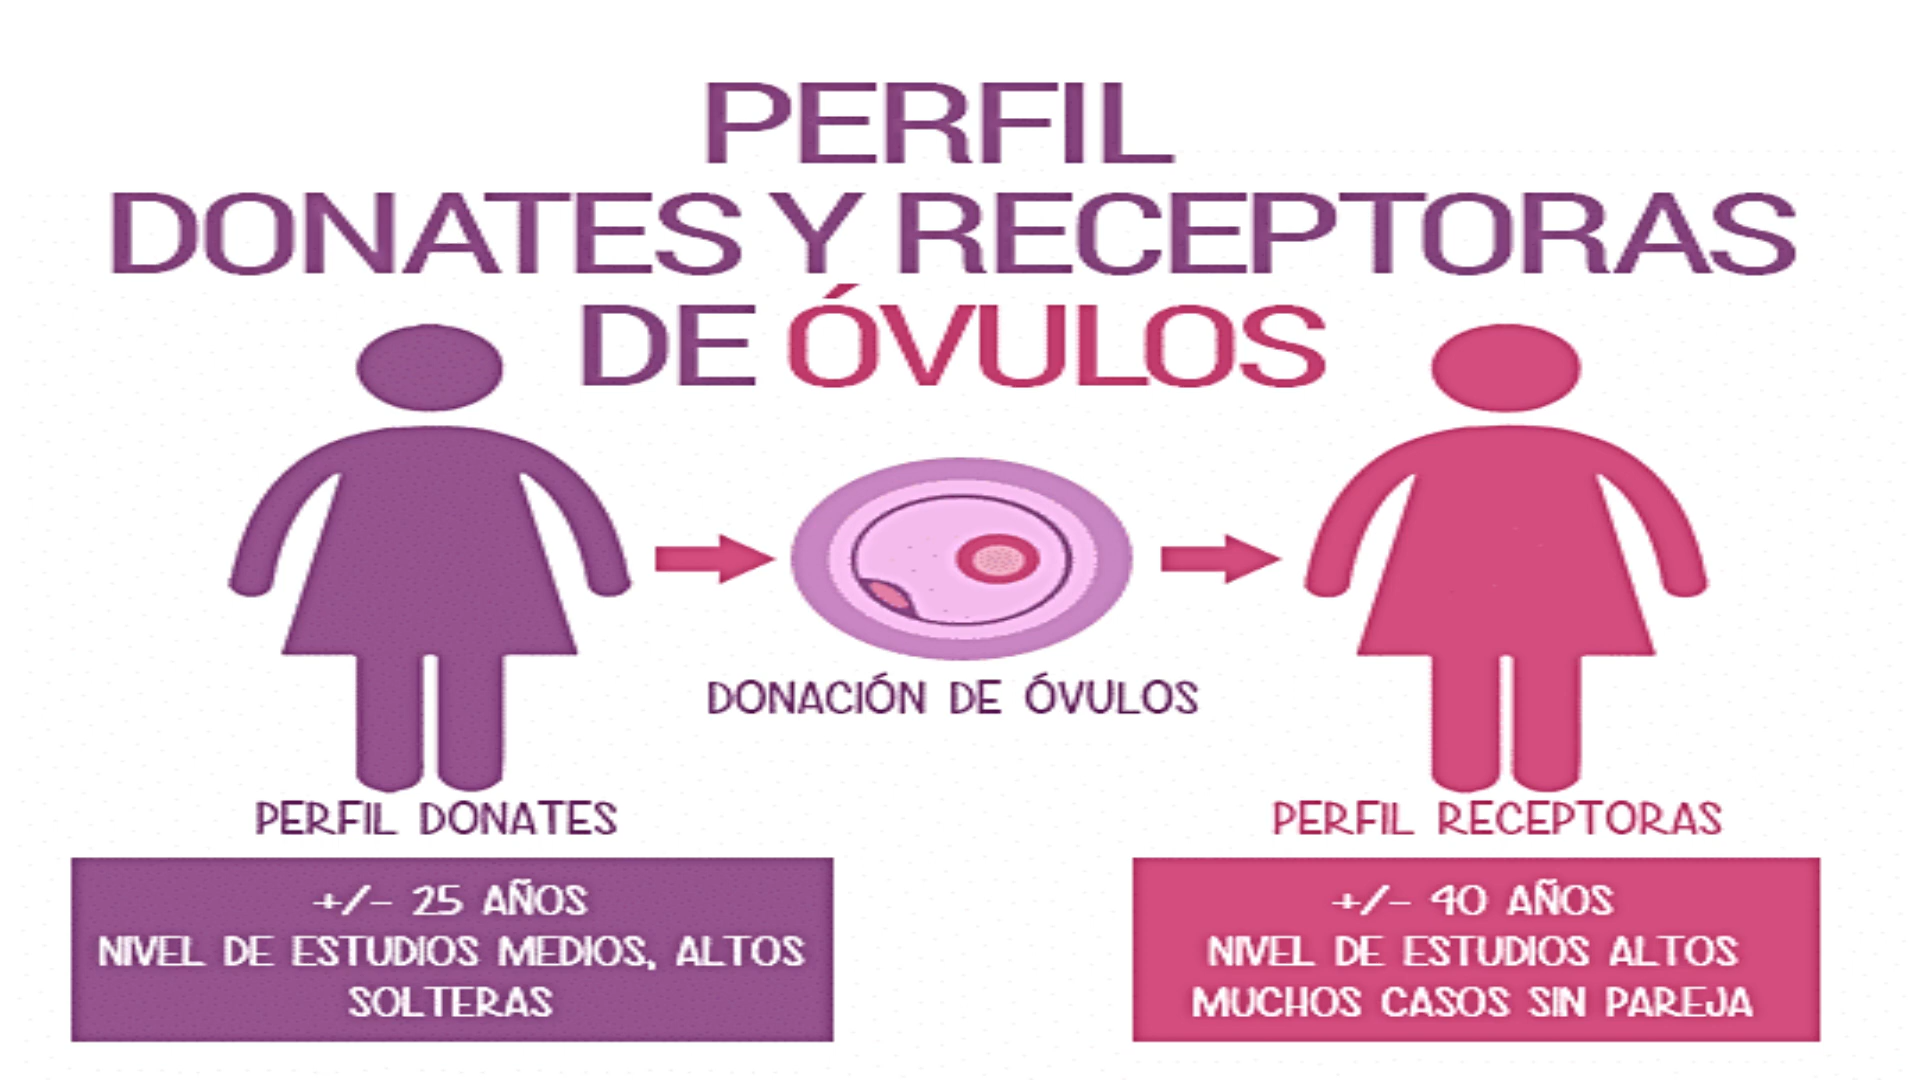 PERFIL
DONATES Y RECEPTORAS
DE ÓVULOS
DONACIÓN DE ÓVULOS
PERFIL DONATES
+/- 25 AÑOS
NIVEL DE ESTUDIOS MEDIOS, ALTOS
SOLTERAS
PERFIL RECEPTORAS
+/- 40 AÑOS
NIVEL DE ESTUDIOS ALTOS
MUCHOS CASOS SIN PAREJA